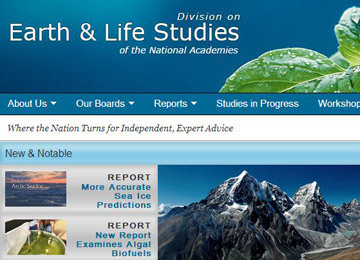 Division on
Earth & Life Studies
of the National Academies
About Us
Our Boards
Reports
Studies in Progress
Workshop
Where the Nation Turns for Independent, Expert Advice
New & Notable
REPORT
More Accurate
Sea Ice
Predictions
Arctic Sea Ice
REPORT
New Report
Examines Algal
Biofuels